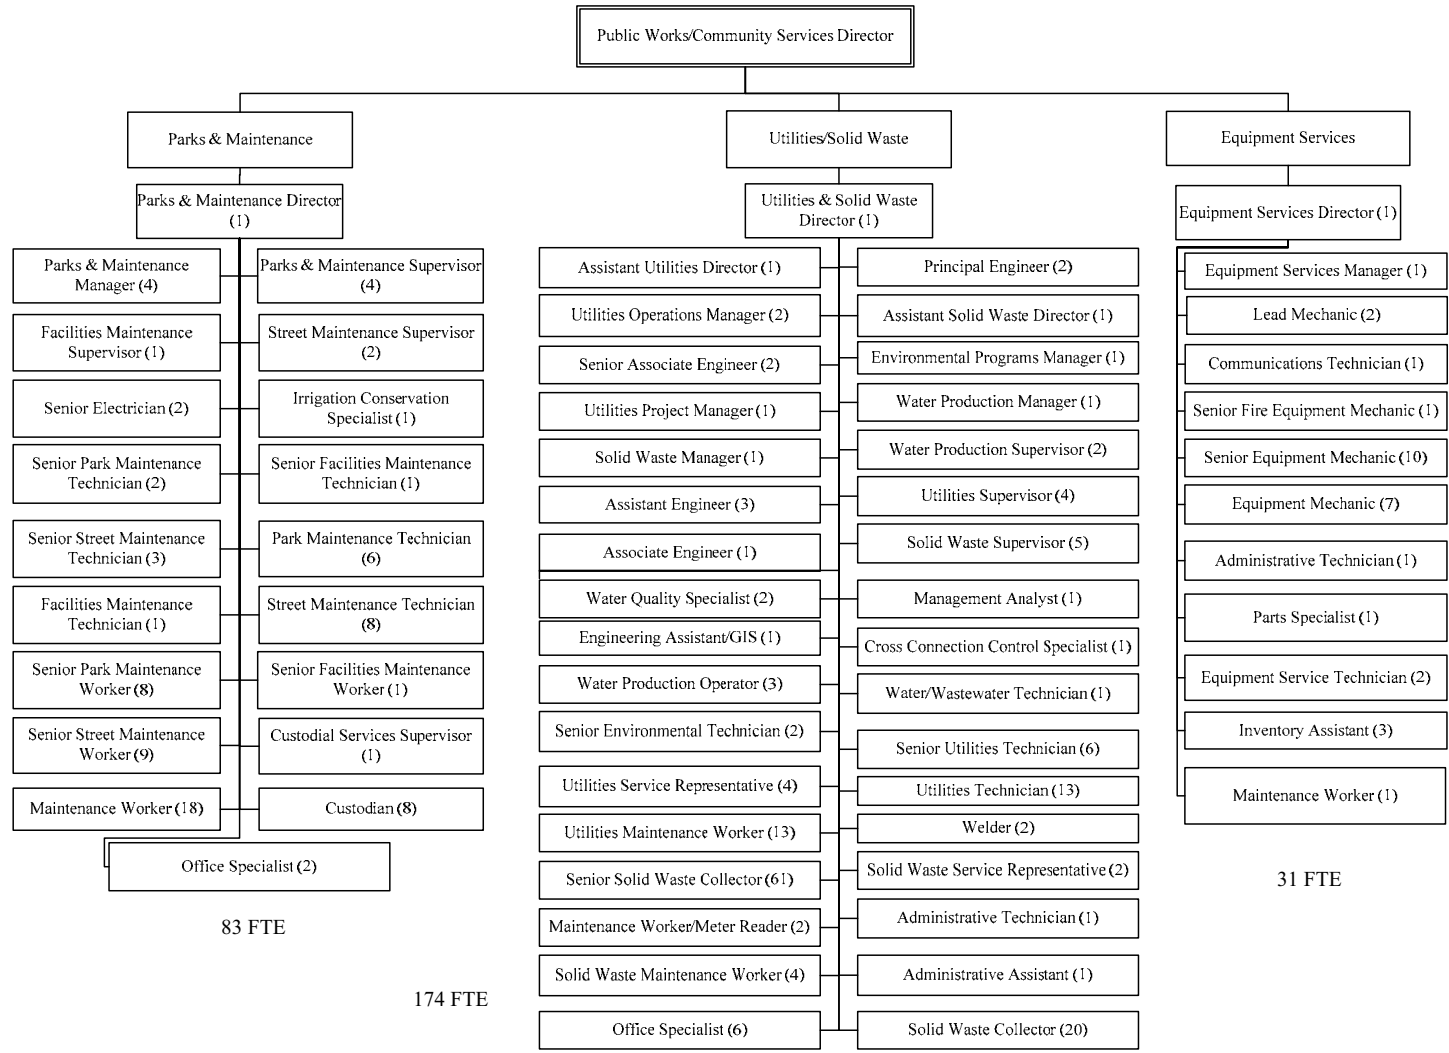 Public Works/Community Services Director
Parks & Maintenance
Parks & Maintenance Director
(1)
Parks & Maintenance
Manager (4)
Parks & Maintenance Supervisor
(4)
Facilities Maintenance
Supervisor (1)
Street Maintenance Supervisor
(2)
Senior Electrician (2)
Irrigation Conservation
Specialist (1)
Senior Park Maintenance
Technician (2)
Senior Facilities Maintenance
Technician (1)
Senior Street Maintenance
Technician (3)
Park Maintenance Technician
(6)
Facilities Maintenance
Technician (1)
Street Maintenance Technician
(8)
Senior Park Maintenance
Worker (8)
Senior Facilities Maintenance
Worker (1)
Senior Street Maintenance
Worker (9)
Custodial Services Supervisor
(1)
Maintenance Worker (18)
Custodian (8)
Office Specialist (2)
83 FTE
Utilities/Solid Waste
Utilities & Solid Waste
Director (1)
Assistant Utilities Director (1)
Principal Engineer (2)
Utilities Operations Manager (2)
Assistant Solid Waste Director (1)
Senior Associate Engineer (2)
Environmental Programs Manager (1)
Utilities Project Manager (1)
Water Production Manager (1)
Solid Waste Manager (1)
Water Production Supervisor (2)
Assistant Engineer (3)
Utilities Supervisor (4)
Associate Engineer (1)
Solid Waste Supervisor (5)
Water Quality Specialist (2)
Management Analyst (1)
Engineering Assistant/GIS (1)
Cross Connection Control Specialist (1)
Water Production Operator (3)
Water/Wastewater Technician (1)
Senior Environmental Technician (2)
Senior Utilities Technician (6)
Utilities Service Representative (4)
Utilities Technician (13)
Utilities Maintenance Worker (13)
Welder (2)
Senior Solid Waste Collector (61)
Solid Waste Service Representative (2)
Maintenance Worker/Meter Reader (2)
Administrative Technician (1)
Solid Waste Maintenance Worker (4)
Administrative Assistant (1)
Office Specialist (6)
Solid Waste Collector (20)
174 FTE
Equipment Services
Equipment Services Director (1)
Equipment Services Manager (1)
Lead Mechanic (2)
Communications Technician (1)
Senior Fire Equipment Mechanic (1)
Senior Equipment Mechanic (10)
Equipment Mechanic (7)
Administrative Technician (1)
Parts Specialist (1)
Equipment Service Technician (2)
Inventory Assistant (3)
Maintenance Worker (1)
31 FTE